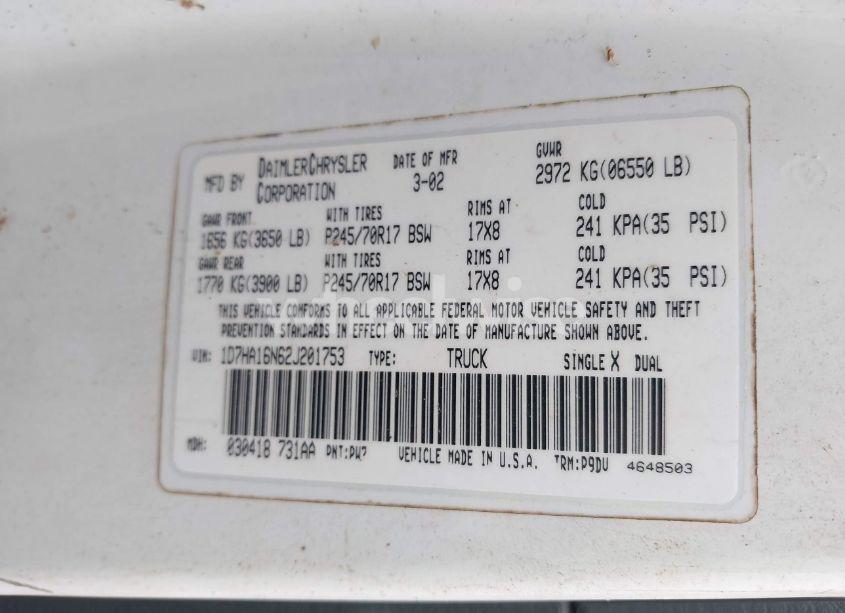 MFD BY DAIMLERCHRYSLER CORPORATION DATE OF MFR 3-02 GVWR 2972 KG(06550 LB)
GAWR FRONT WITH TIRES RIMS AT COLD
1656 KG(3650 LB) P245/70R17 BSW 17X8 241 KPA(35 PSI)
GAWR REAR WITH TIRES RIMS AT COLD
1770 KG(3900 LB) P245/70R17 BSW 17X8 241 KPA(35 PSI)
THIS VEHICLE CONFORMS TO ALL APPLICABLE FEDERAL MOTOR VEHICLE SAFETY AND THEFT
PREVENTION STANDARDS IN EFFECT ON THE DATE OF MANUFACTURE SHOWN ABOVE.
VIN: 1D7HA16N62J201753 TYPE: TRUCK SINGLE X DUAL
MDH: 030418 731AA PNT:PW7 VEHICLE MADE IN U.S.A. TRM:P9DV 4648503